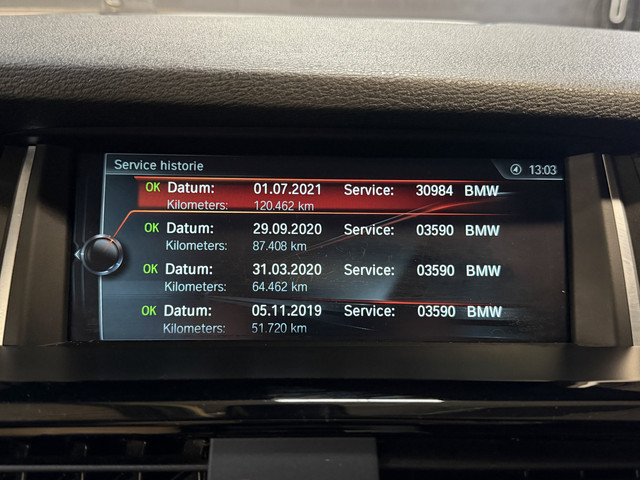 Service historie 13:03
OK Datum: 01.07.2021 Service: 30984 BMW
Kilometers: 120.462 km
OK Datum: 29.09.2020 Service: 03590 BMW
Kilometers: 87.408 km
OK Datum: 31.03.2020 Service: 03590 BMW
Kilometers: 64.462 km
OK Datum: 05.11.2019 Service: 03590 BMW
Kilometers: 51.720 km